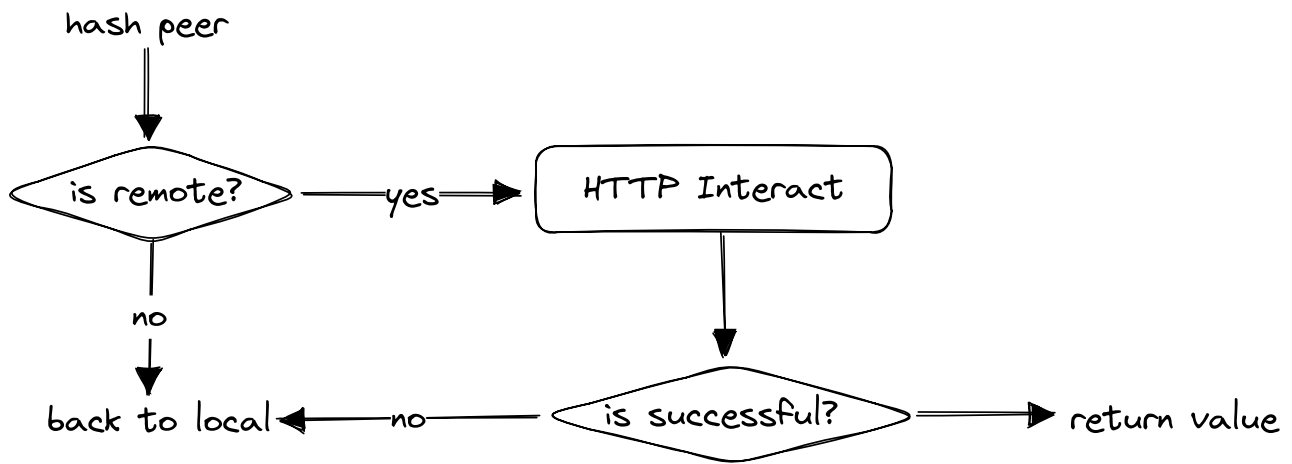 hash peer
is remote?
yes
HTTP Interact
no
back to local
no
is successful?
return value